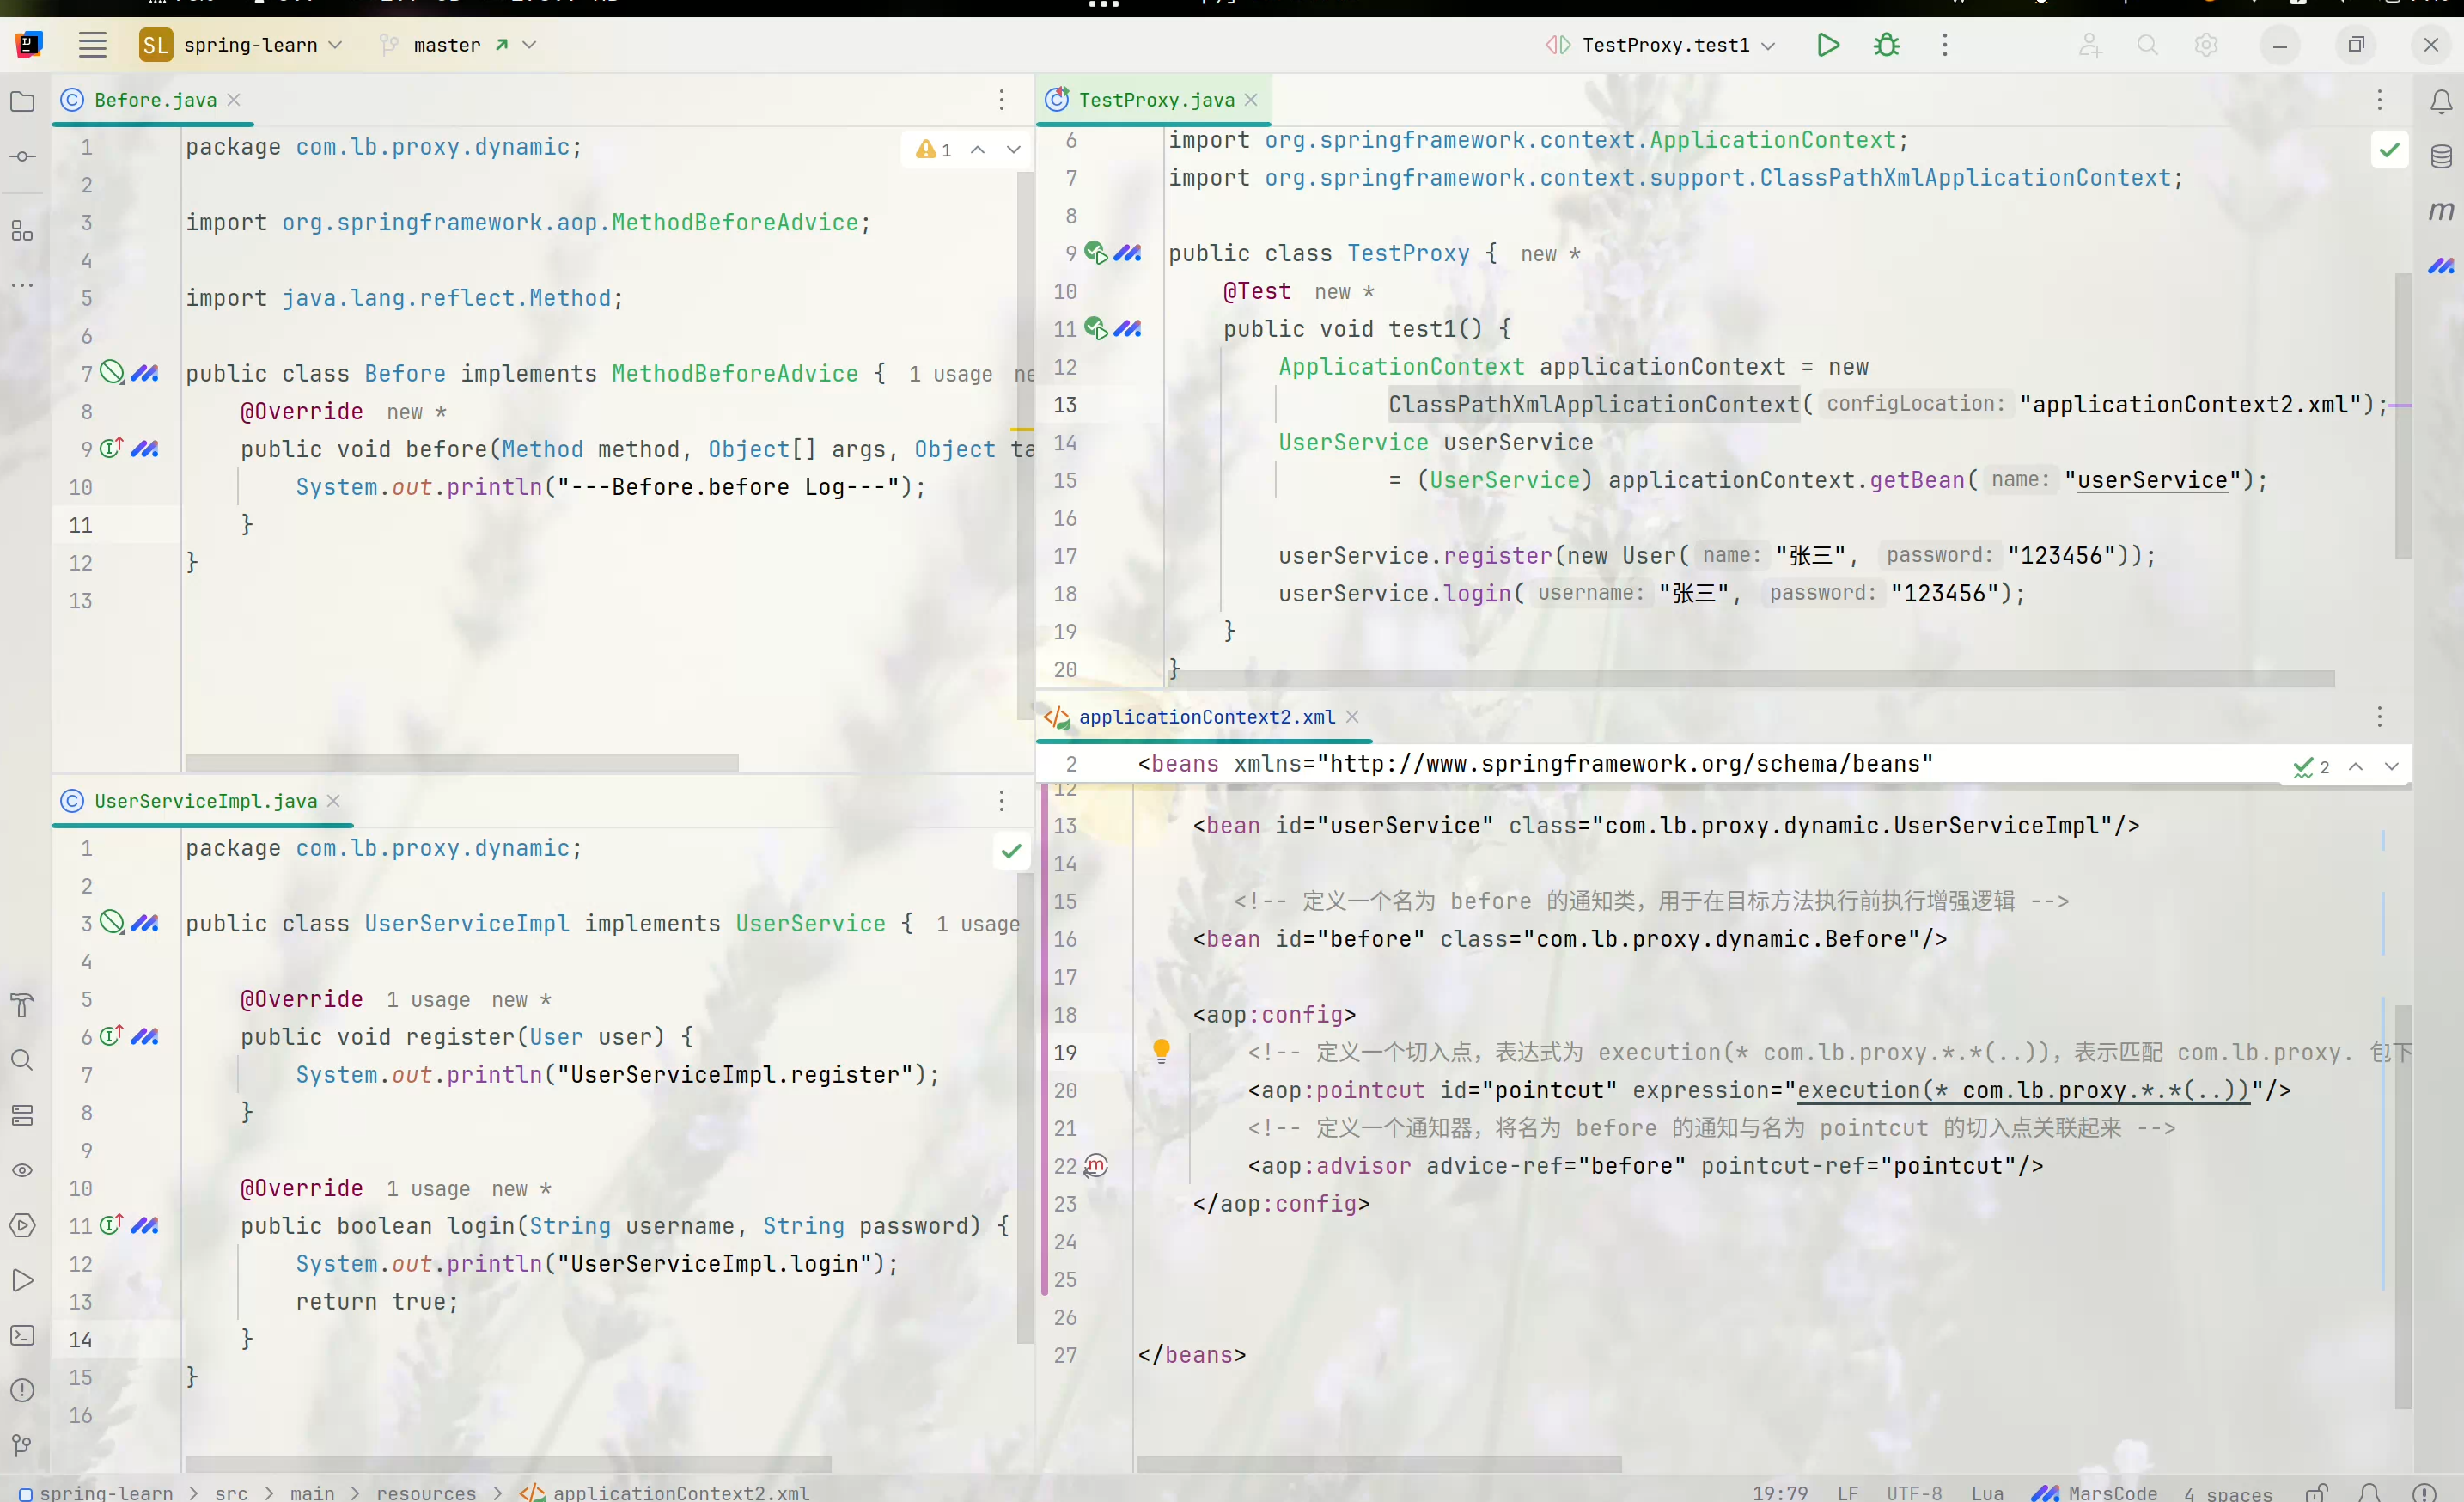 SL spring-learn master TestProxy.test1
Before.java
1 package com.lb.proxy.dynamic;
1
2
3 import org.springframework.aop.MethodBeforeAdvice;
4
5 import java.lang.reflect.Method;
6
7 public class Before implements MethodBeforeAdvice { 1 usage
8 @Override new *
9 public void before(Method method, Object[] args, Object ta
10 System.out.println("---Before.before Log---");
11 }
12 }
13
UserServiceImpl.java
1 package com.lb.proxy.dynamic;
2
3 public class UserServiceImpl implements UserService { 1 usage
4
5 @Override 1 usage new *
6 public void register(User user) {
7 System.out.println("UserServiceImpl.register");
8 }
9
10 @Override 1 usage new *
11 public boolean login(String username, String password) {
12 System.out.println("UserServiceImpl.login");
13 return true;
14 }
15 }
16
TestProxy.java
6 import org.springframework.context.ApplicationContext;
7 import org.springframework.context.support.ClassPathXmlApplicationContext;
8
9 public class TestProxy { new *
10 @Test new *
11 public void test1() {
12 ApplicationContext applicationContext = new
13 ClassPathXmlApplicationContext( configLocation: "applicationContext2.xml");
14 UserService userService
15 = (UserService) applicationContext.getBean( name: "userService");
16
17 userService.register(new User( name: "张三", password: "123456"));
18 userService.login( username: "张三", password: "123456");
19 }
20 }
applicationContext2.xml
2 <beans xmlns="http://www.springframework.org/schema/beans"
2
12
13 <bean id="userService" class="com.lb.proxy.dynamic.UserServiceImpl"/>
14
15 <!-- 定义一个名为 before 的通知类，用于在目标方法执行前执行增强逻辑 -->
16 <bean id="before" class="com.lb.proxy.dynamic.Before"/>
17
18 <aop:config>
19 <!-- 定义一个切入点，表达式为 execution(* com.lb.proxy.*.*(..))，表示匹配 com.lb.proxy. 包下
20 <aop:pointcut id="pointcut" expression="execution(* com.lb.proxy.*.*(..))"/>
21 <!-- 定义一个通知器，将名为 before 的通知与名为 pointcut 的切入点关联起来 -->
22 <aop:advisor advice-ref="before" pointcut-ref="pointcut"/>
23 </aop:config>
24
25
26
27 </beans>
spring-learn > src > main > resources > applicationContext2.xml
19:79 LF UTF-8 Lua MarsCode 4 spaces